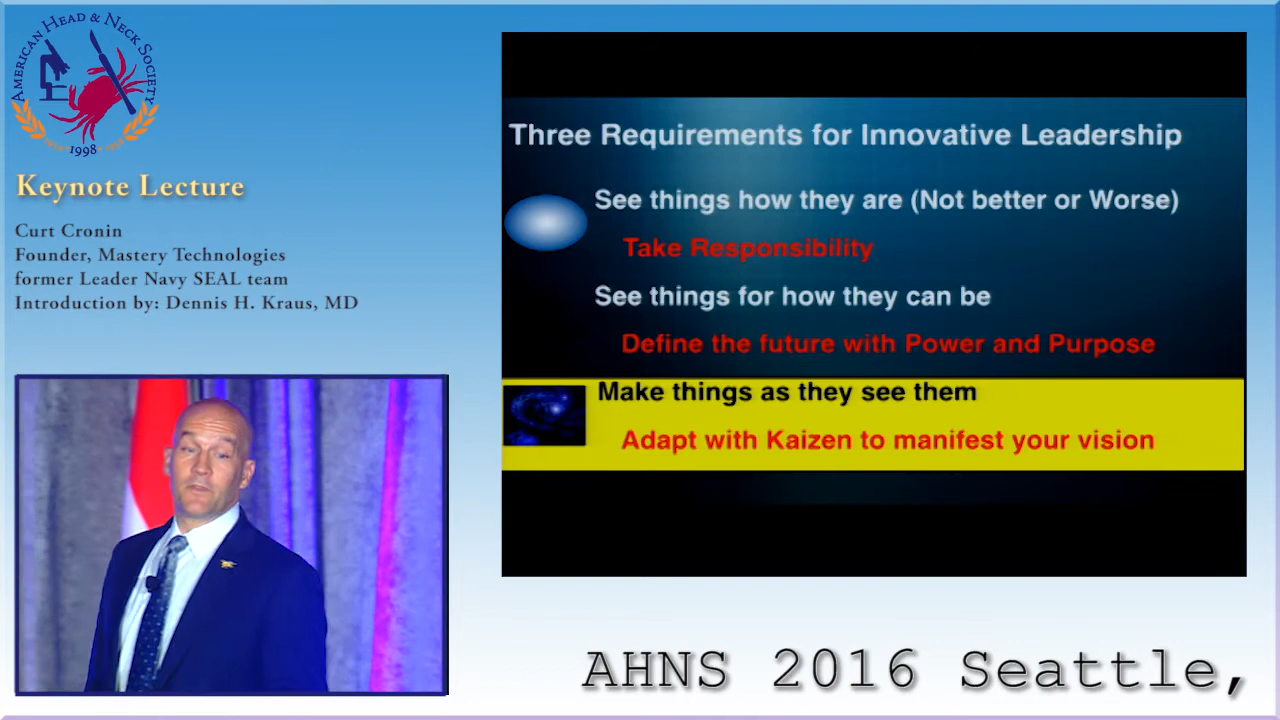 AMERICAN HEAD & NECK SOCIETY
1998
Keynote Lecture
Curt Cronin
Founder, Mastery Technologies
former Leader Navy SEAL team
Introduction by: Dennis H. Kraus, MD
Three Requirements for Innovative Leadership
See things how they are (Not better or Worse)
Take Responsibility
See things for how they can be
Define the future with Power and Purpose
Make things as they see them
Adapt with Kaizen to manifest your vision
AHNS 2016 Seattle,